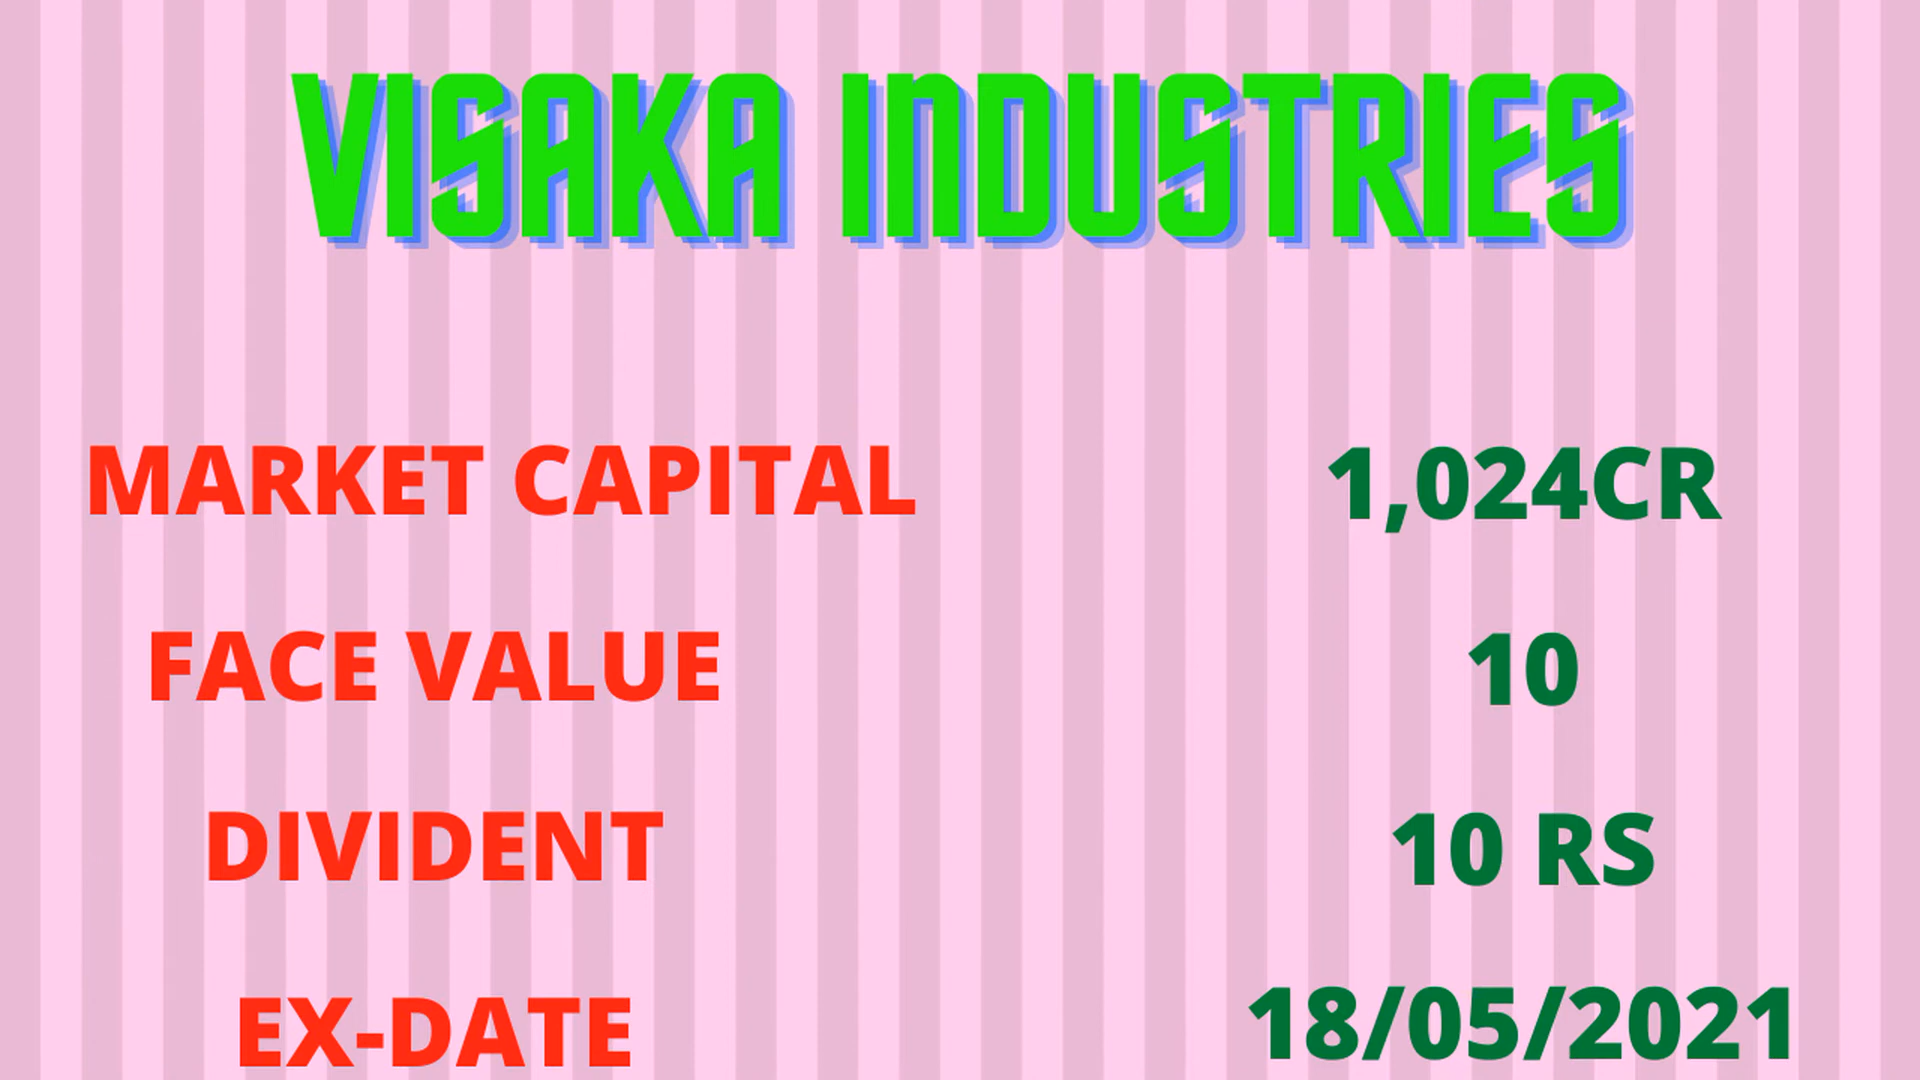 VISAKA INDUSTRIES
MARKET CAPITAL 1,024CR
FACE VALUE 10
DIVIDENT 10 RS
EX-DATE 18/05/2021